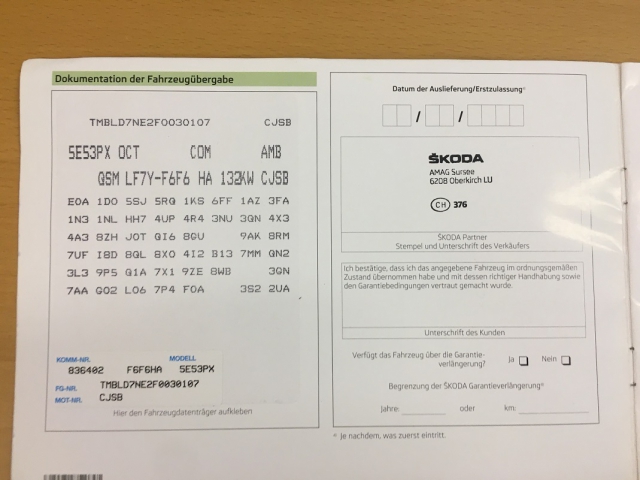 Dokumentation der Fahrzeugübergabe
TMBLD7NE2F0030107 CJSB
5E53PX OCT COM AMB
QSM LF7Y-F6F6 HA 132KW CJSB
E0A 1D0 5SJ 5RQ 1KS 6FF 1AZ 3FA
1N3 1NL HH7 4UP 4R4 3NU 3GN 4X3
4A3 8ZH J0T GI6 8GU 9AK 8RM
7UF I8D 8GL 8X0 4I2 B13 7MM QN2
3L3 9P5 G1A 7X1 9ZE 8WB 3GN
7AA G02 L06 7P4 F0A 3S2 2UA
KOMM-NR. MODELL
836402 F6F6HA 5E53PX
FG-NR. TMBLD7NE2F0030107
MOT-NR. CJSB
Hier den Fahrzeugdatenträger aufkleben
Datum der Auslieferung/Erstzulassung*
/ /
ŠKODA
AMAG Sursee
6208 Oberkirch LU
CH 376
ŠKODA Partner
Stempel und Unterschrift des Verkäufers
Ich bestätige, dass ich das angegebene Fahrzeug im ordnungsgemäßen
Zustand übernommen habe und mit dessen richtiger Handhabung sowie
den Garantiebedingungen vertraut gemacht wurde.
Unterschrift des Kunden
Verfügt das Fahrzeug über die Garantie-
verlängerung? Ja Nein
Begrenzung der ŠKODA Garantieverlängerung*
Jahre: oder km:
* Je nachdem, was zuerst eintritt.